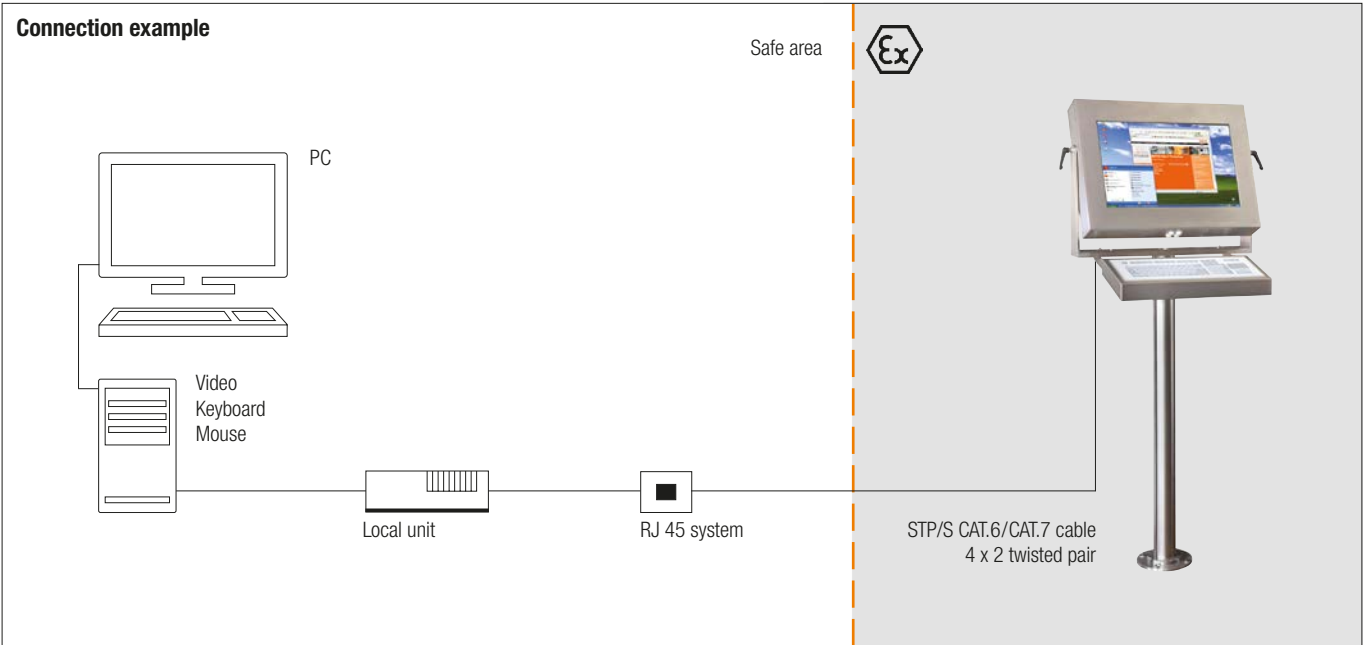 Connection example
Safe area
Ex
PC
Video
Keyboard
Mouse
Local unit
RJ 45 system
STP/S CAT.6/CAT.7 cable
4 x 2 twisted pair